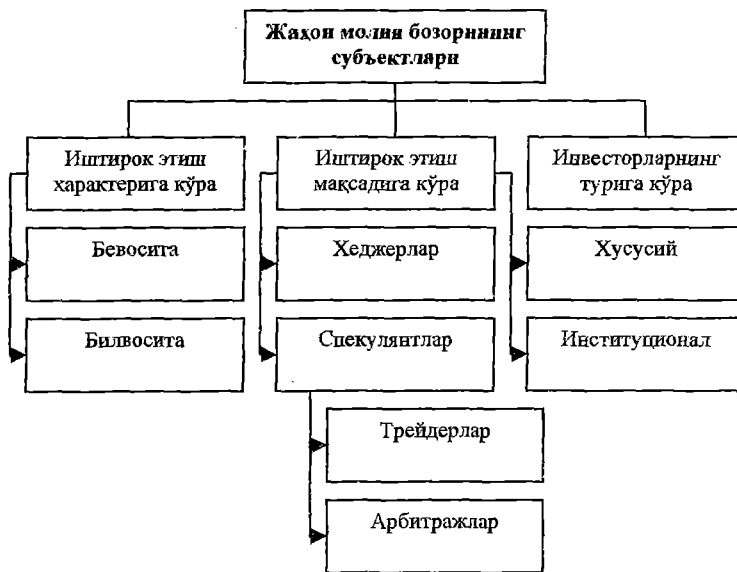 Жаҳон молия бозорининг
субъектлари
Иштирок этиш
характерига кўра
Иштирок этиш
мақсадига кўра
Инвесторларнинг
турига кўра
Бевосита
Хеджерлар
Хусусий
Билвосита
Спекулянтлар
Институционал
Трейдерлар
Арбитражлар